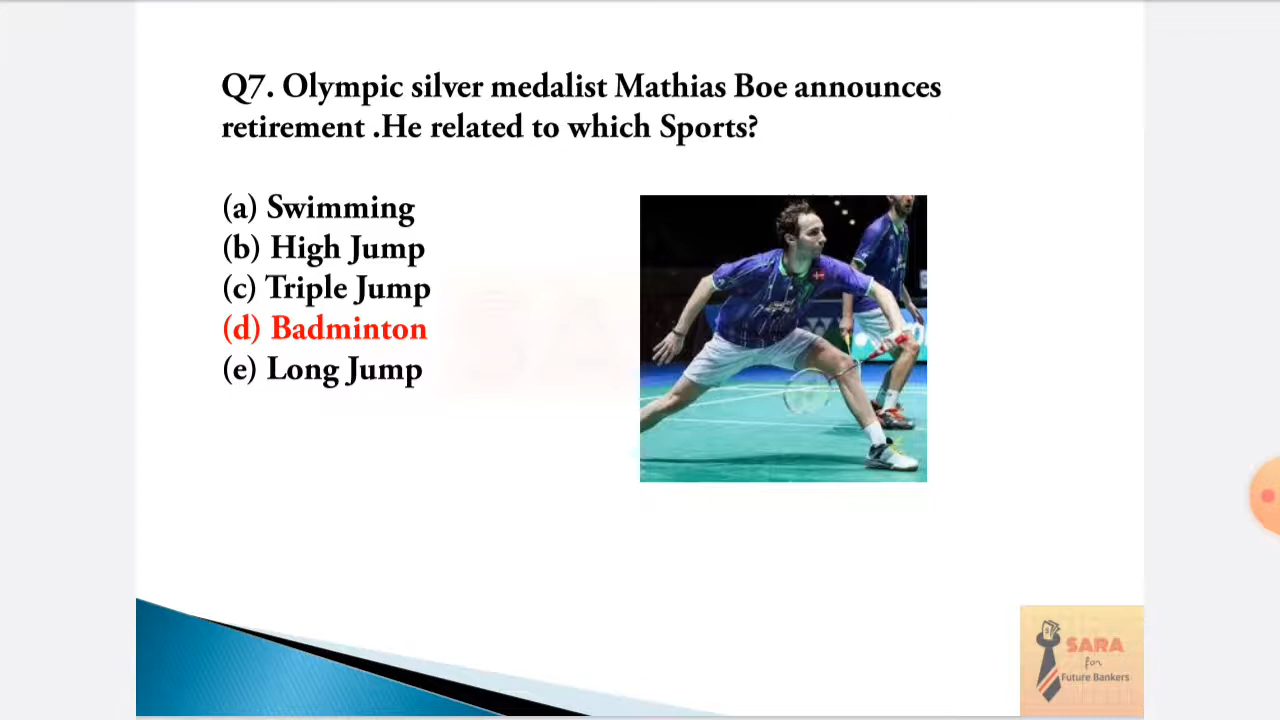 Q7. Olympic silver medalist Mathias Boe announces
retirement .He related to which Sports?
(a) Swimming
(b) High Jump
(c) Triple Jump
(d) Badminton
(e) Long Jump
SARA
for
Future Bankers